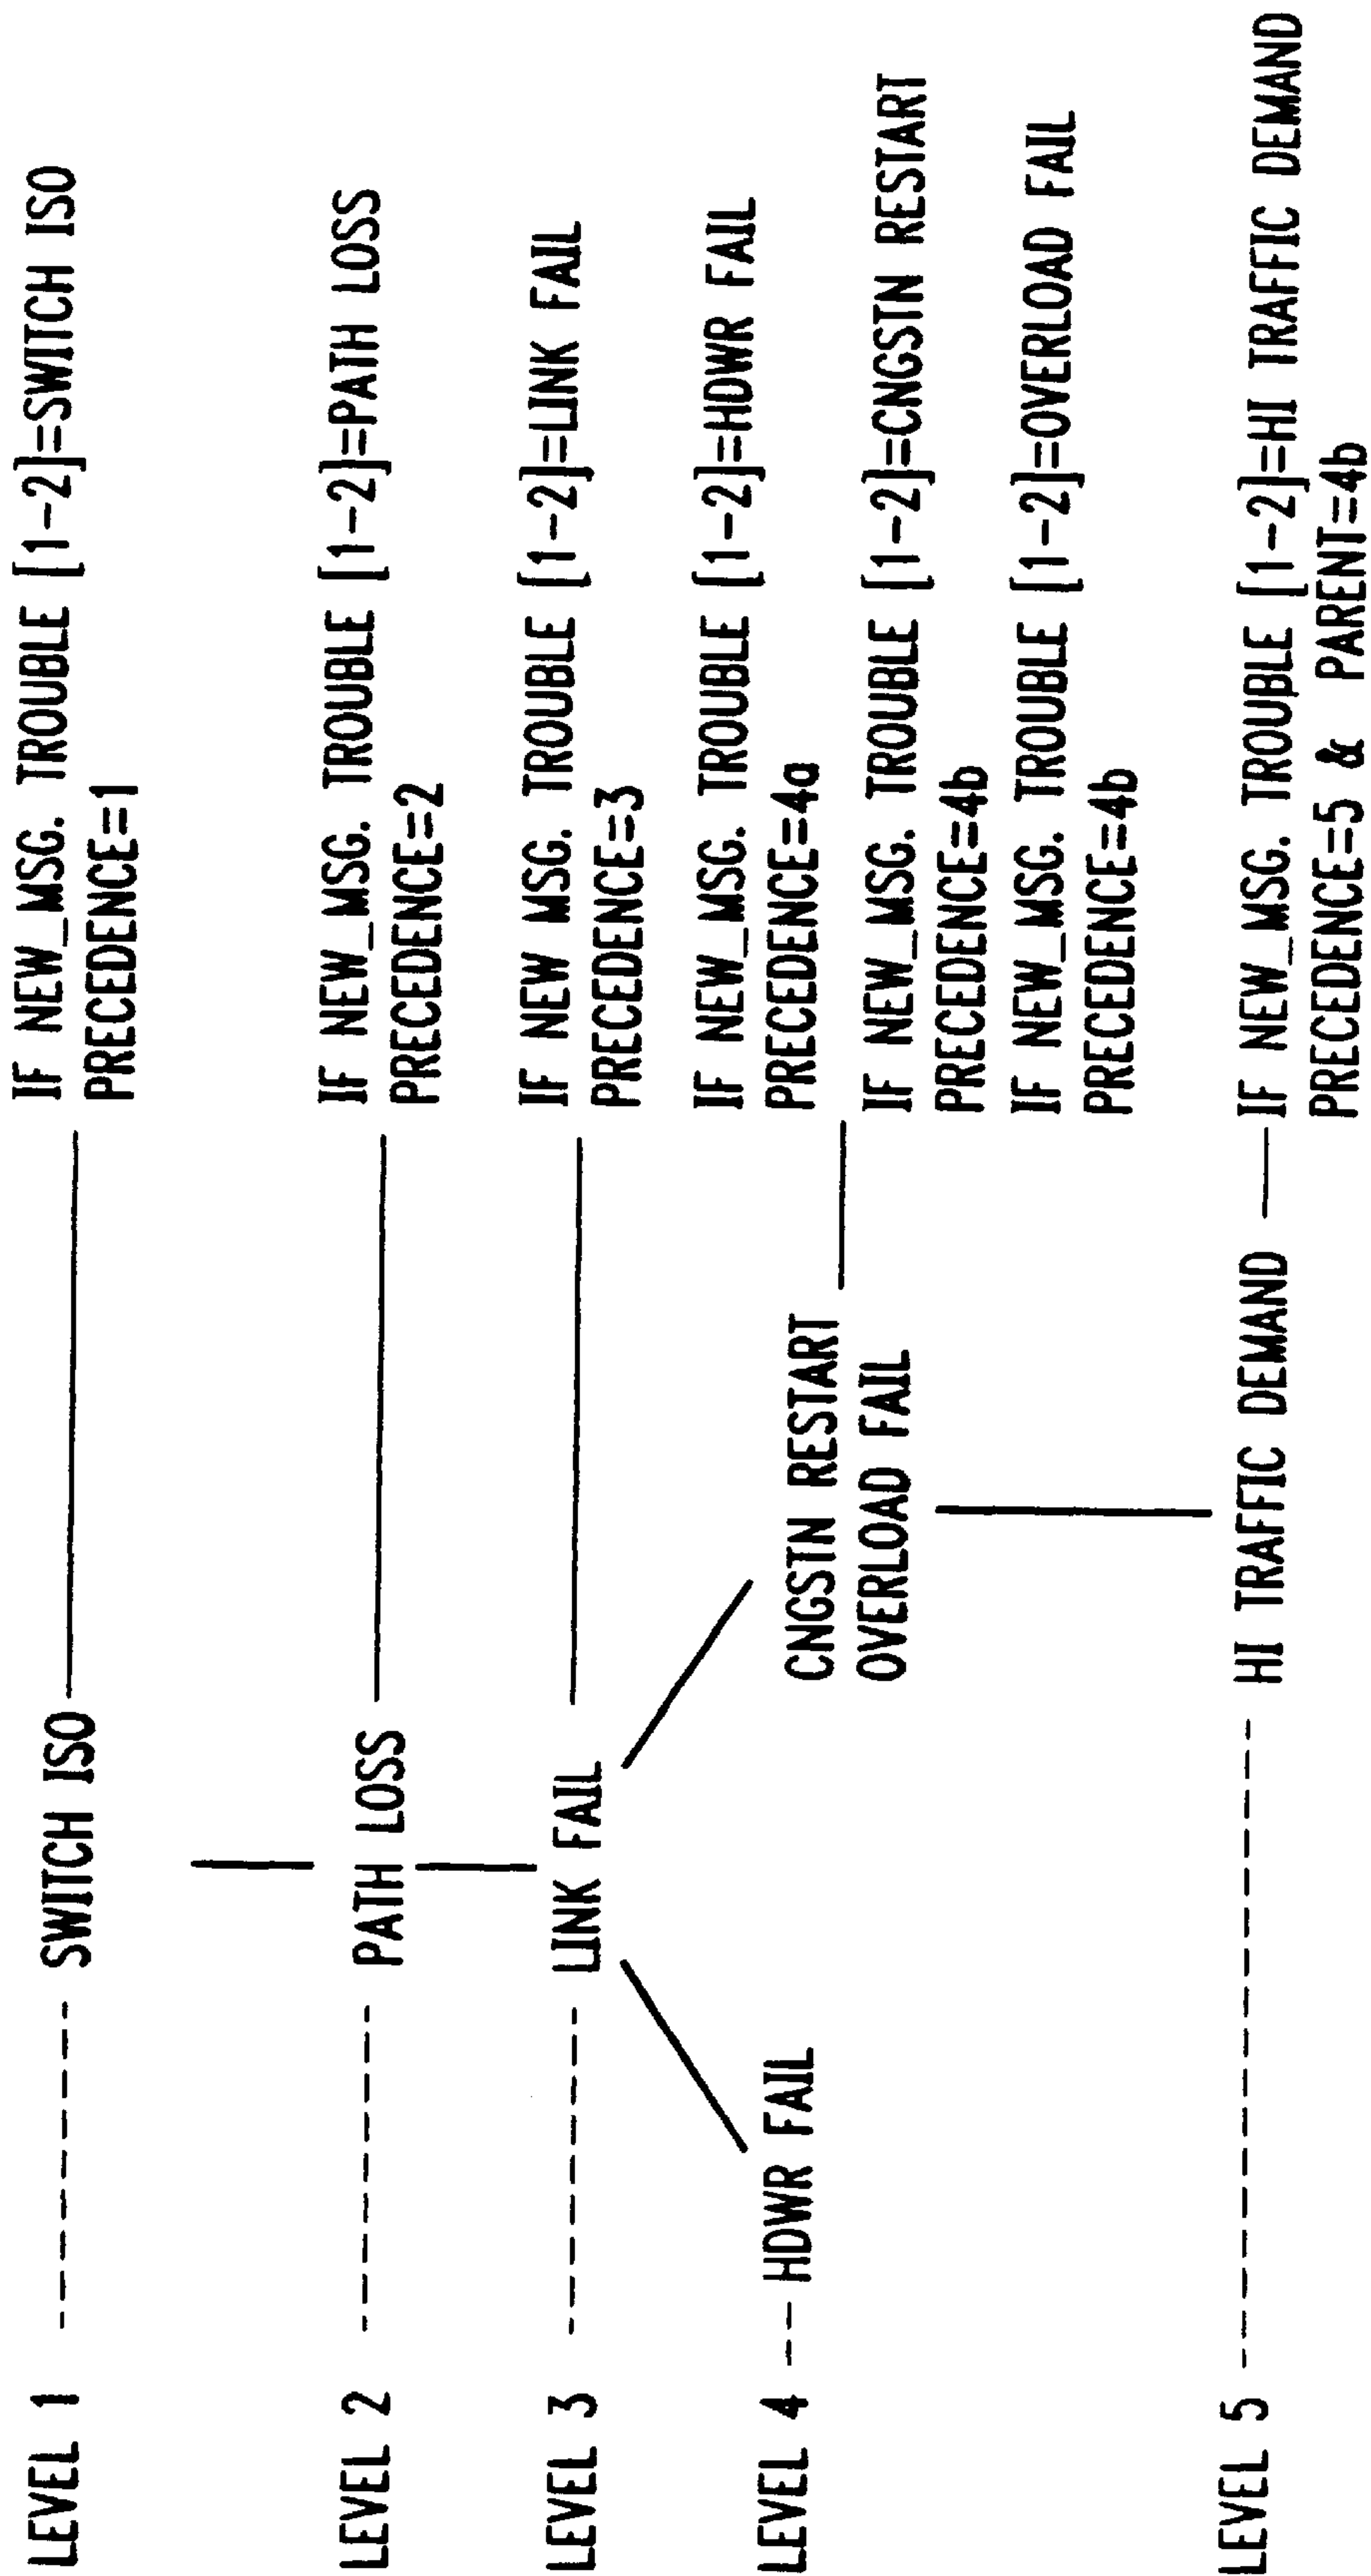 LEVEL 1 SWITCH ISO IF NEW_MSG. TROUBLE [1-2]=SWITCH ISO
PRECEDENCE=1
LEVEL 2 PATH LOSS IF NEW_MSG. TROUBLE [1-2]=PATH LOSS
PRECEDENCE=2
LEVEL 3 LINK FAIL IF NEW MSG. TROUBLE [1-2]=LINK FAIL
PRECEDENCE=3
LEVEL 4 HDWR FAIL IF NEW_MSG. TROUBLE [1-2]=HDWR FAIL
PRECEDENCE=4a
CNGSTN RESTART
OVERLOAD FAIL
IF NEW_MSG. TROUBLE [1-2]=CNGSTN RESTART
PRECEDENCE=4b
IF NEW_MSG. TROUBLE [1-2]=OVERLOAD FAIL
PRECEDENCE=4b
LEVEL 5 HI TRAFFIC DEMAND IF NEW_MSG. TROUBLE [1-2]=HI TRAFFIC DEMAND
PRECEDENCE=5 & PARENT=4b